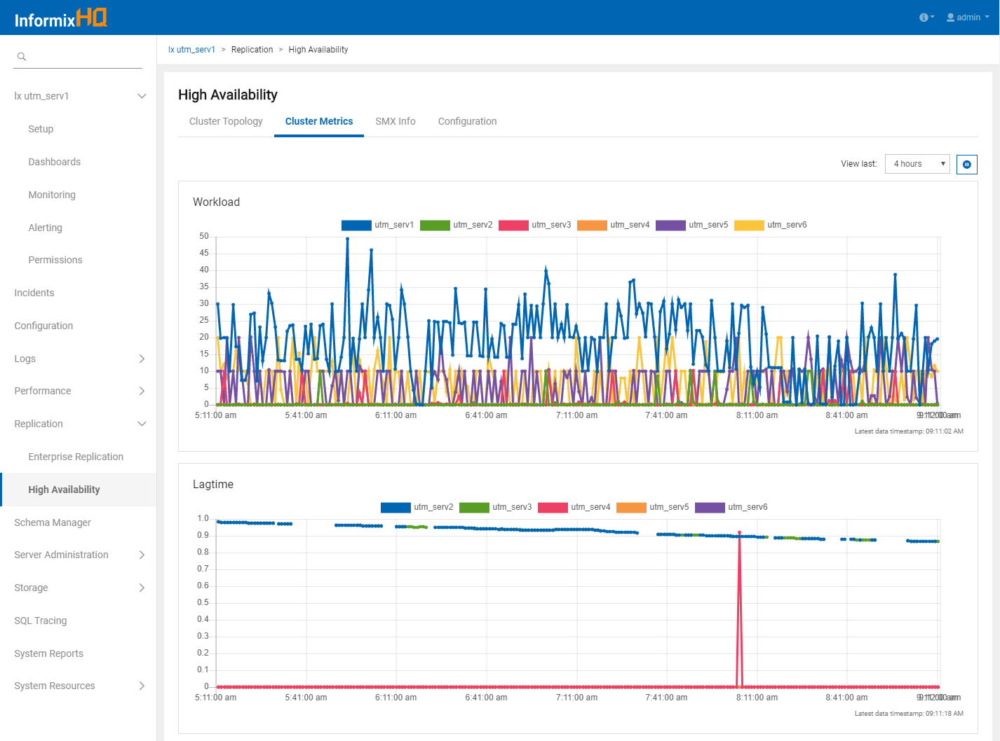 InformixHQ
admin
lx utm_serv1 > Replication > High Availability
lx utm_serv1
Setup
Dashboards
Monitoring
Alerting
Permissions
Incidents
Configuration
Logs
Performance
Replication
Enterprise Replication
High Availability
Schema Manager
Server Administration
Storage
SQL Tracing
System Reports
System Resources
High Availability
Cluster Topology Cluster Metrics SMX Info Configuration
View last: 4 hours
Workload
utm_serv1 utm_serv2 utm_serv3 utm_serv4 utm_serv5 utm_serv6
50
45
40
35
30
25
20
15
10
5
0
5:11:00 am 5:41:00 am 6:11:00 am 6:41:00 am 7:11:00 am 7:41:00 am 8:11:00 am 8:41:00 am 9:12:00 am
Latest data timestamp: 09:11:02 AM
Lagtime
utm_serv2 utm_serv3 utm_serv4 utm_serv5 utm_serv6
1.0
0.9
0.8
0.7
0.6
0.5
0.4
0.3
0.2
0.1
0
5:11:00 am 5:41:00 am 6:11:00 am 6:41:00 am 7:11:00 am 7:41:00 am 8:11:00 am 8:41:00 am
Latest data timestamp: 09:11:18 AM